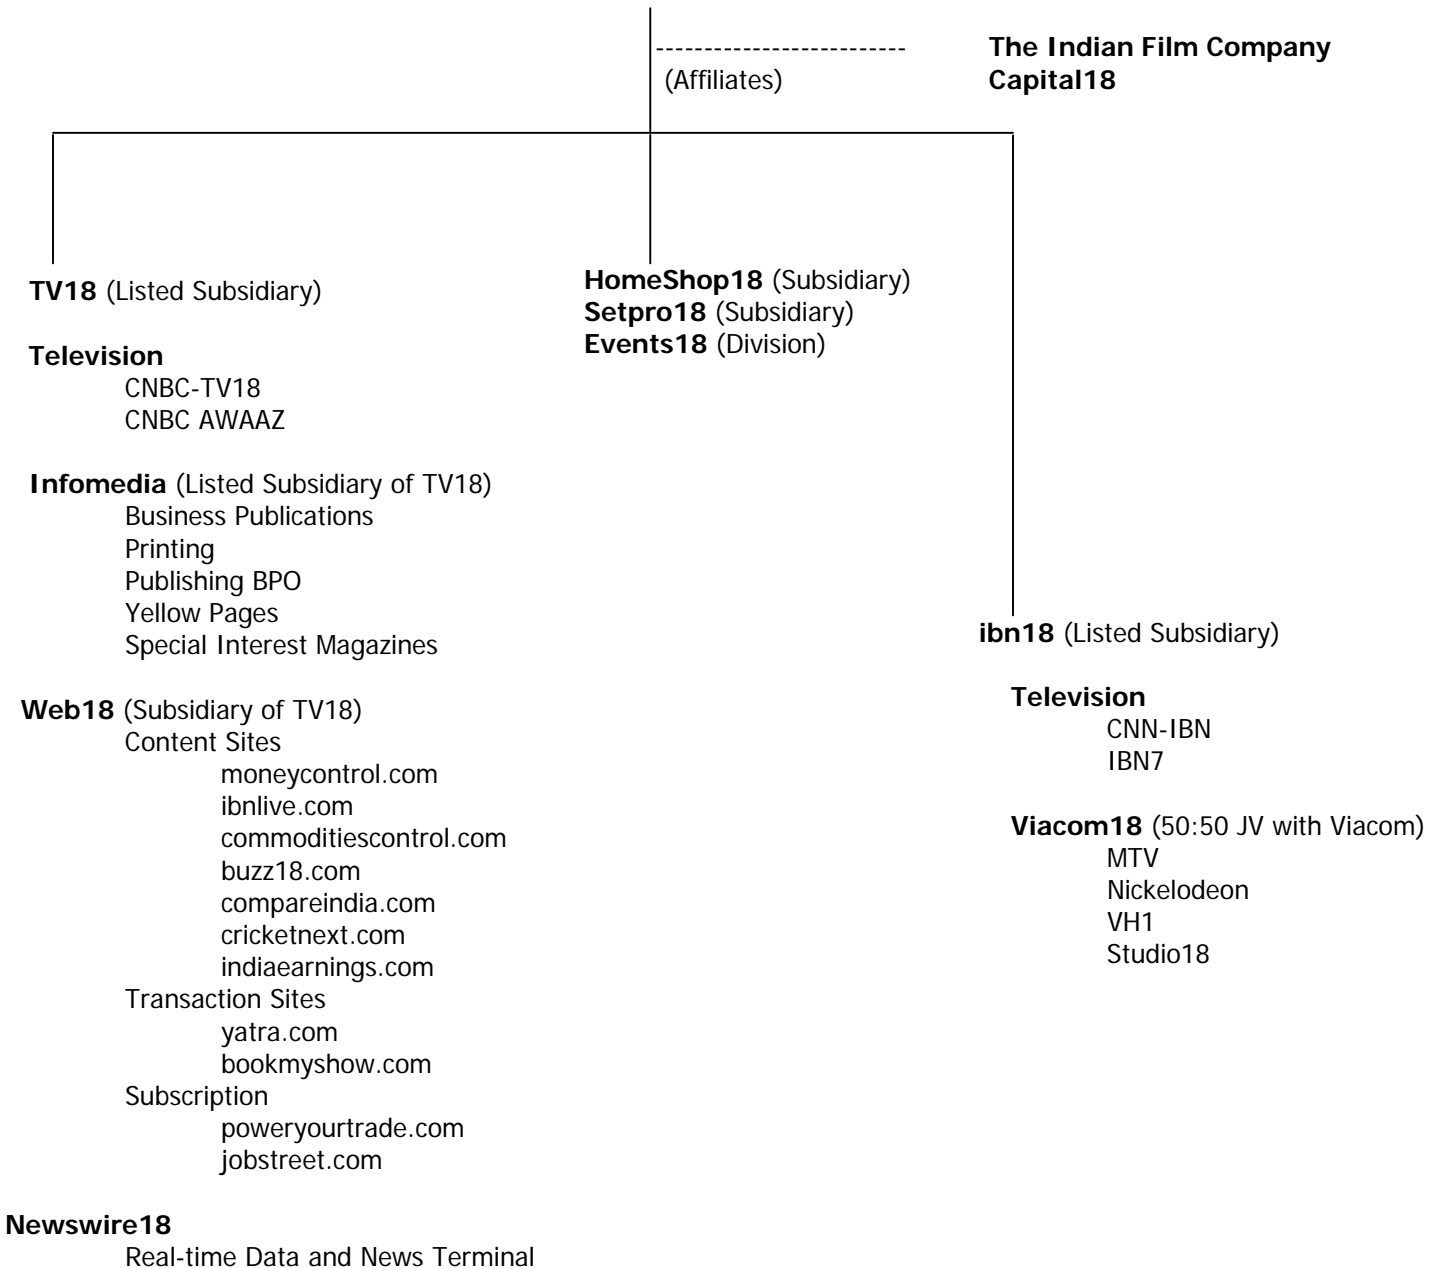 The Indian Film Company
(Affiliates)
Capital18
TV18 (Listed Subsidiary)
Television
CNBC-TV18
CNBC AWAAZ
Infomedia (Listed Subsidiary of TV18)
Business Publications
Printing
Publishing BPO
Yellow Pages
Special Interest Magazines
Web18 (Subsidiary of TV18)
Content Sites
moneycontrol.com
ibnlive.com
commoditiescontrol.com
buzz18.com
compareindia.com
cricketnext.com
indiaearnings.com
Transaction Sites
yatra.com
bookmyshow.com
Subscription
poweryourtrade.com
jobstreet.com
Newswire18
Real-time Data and News Terminal
HomeShop18 (Subsidiary)
Setpro18 (Subsidiary)
Events18 (Division)
ibn18 (Listed Subsidiary)
Television
CNN-IBN
IBN7
Viacom18 (50:50 JV with Viacom)
MTV
Nickelodeon
VH1
Studio18